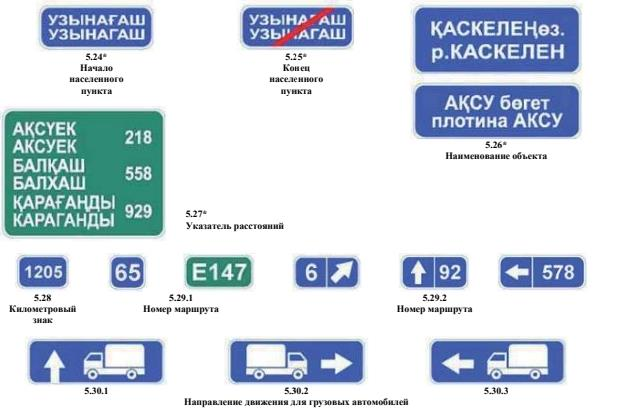 УЗЫНАҒАШ
УЗЫНАГАШ
5.24*
Начало
населенного
пункта
УЗЫНАҒАШ
УЗЫНАГАШ
5.25*
Конец
населенного
пункта
ҚАСКЕЛЕҢөз.
р.КАСКЕЛЕН
АҚСУ бөгет
плотина АКСУ
5.26*
Наименование объекта
АҚСҮЕК
АКСУЕК 218
БАЛҚАШ
БАЛХАШ 558
ҚАРАҒАНДЫ
КАРАГАНДЫ 929
5.27*
Указатель расстояний
1205
5.28
Километровый
знак
65
E147
5.29.1
Номер маршрута
6
92
578
5.29.2
Номер маршрута
5.30.1
5.30.2
5.30.3
Направление движения для грузовых автомобилей